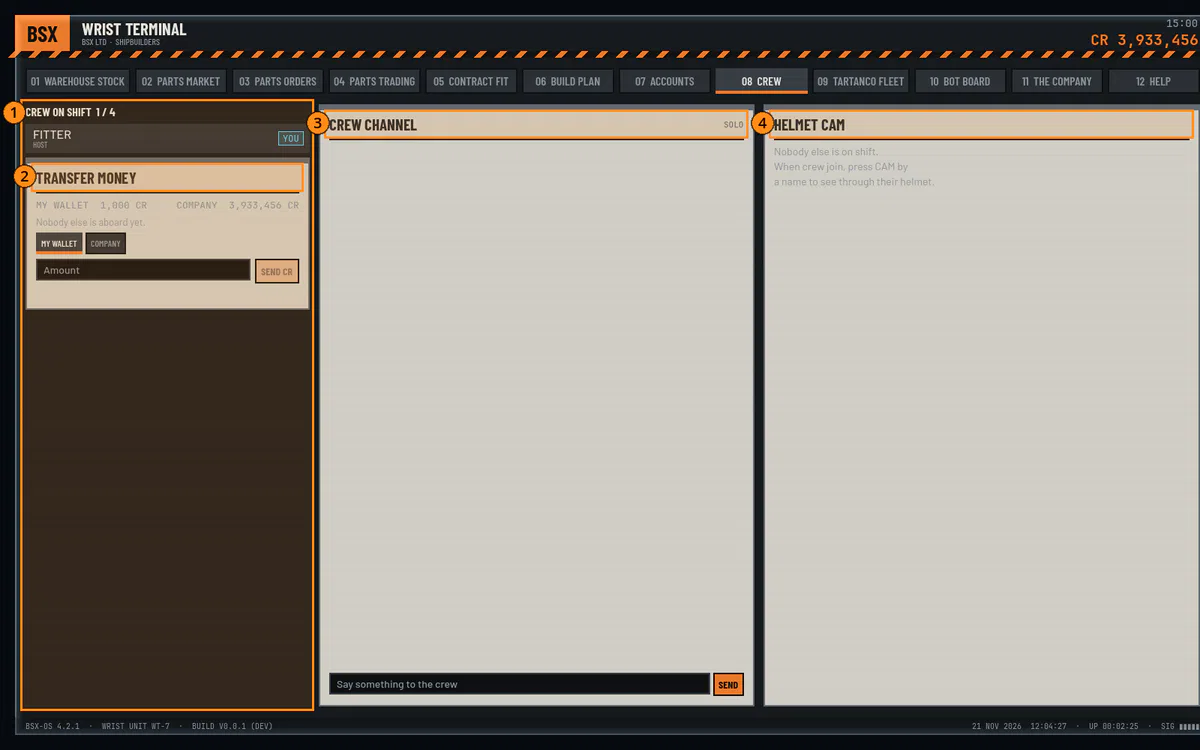 BSX
WRIST TERMINAL
BSX LTD · SHIPBUILDERS
15:00
CR 3,933,456
01 WAREHOUSE STOCK
02 PARTS MARKET
03 PARTS ORDERS
04 PARTS TRADING
05 CONTRACT FIT
06 BUILD PLAN
07 ACCOUNTS
08 CREW
09 TARTANCO FLEET
10 BOT BOARD
11 THE COMPANY
12 HELP
1
CREW ON SHIFT 1 / 4
FITTER
HOST
YOU
2
TRANSFER MONEY
MY WALLET 1,000 CR COMPANY 3,933,456 CR
Nobody else is aboard yet.
MY WALLET
COMPANY
Amount
SEND CR
3
CREW CHANNEL
SOLO
Say something to the crew
SEND
4
HELMET CAM
Nobody else is on shift.
When crew join, press CAM by
a name to see through their helmet.
BSX-OS 4.2.1 · WRIST UNIT WT-7 · BUILD V0.0.1 (DEV)
21 NOV 2026 12:04:27 · UP 00:02:25 · SIG